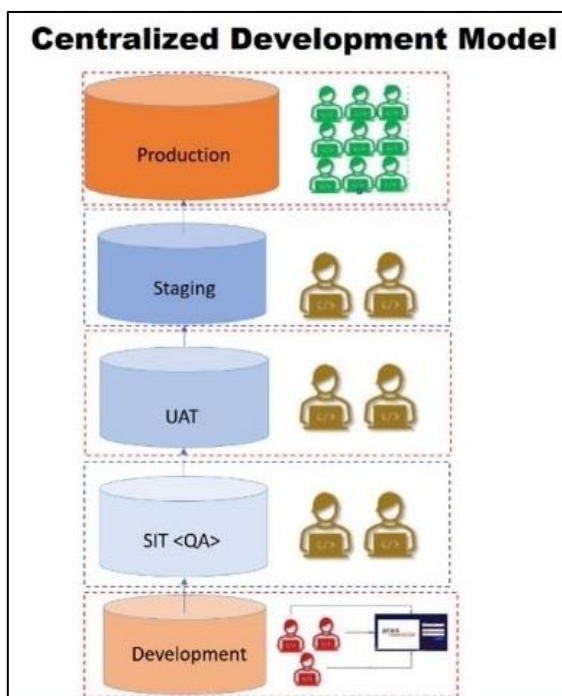 Centralized Development Model
Production
Staging
UAT
SIT <QA>
Development